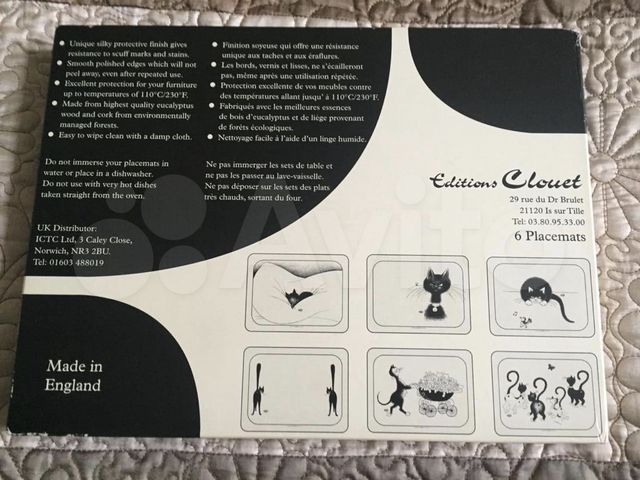 • Unique silky protective finish gives
resistance to scuff marks and stains.
• Smooth polished edges which will not
peel away, even after repeated use.
• Excellent protection for your furniture
up to temperatures of 110°C/230°F.
• Made from highest quality eucalyptus
wood and cork from environmentally
managed forests.
• Easy to wipe clean with a damp cloth.
Do not immerse your placemats in
water or place in a dishwasher.
Do not use with very hot dishes
taken straight from the oven.
UK Distributor:
ICTC Ltd, 3 Caley Close,
Norwich, NR3 2BU.
Tel: 01603 488019
• Finition soyeuse qui offre une résistance
unique aux taches et aux éraflures.
• Les bords, vernis et lisses, ne s'écailleront
pas, même après une utilisation répétée.
• Protection excellente de vos meubles contre
des températures allant jusqu' à 110°C/230°F.
• Fabriqués avec les meilleures essences
de bois d'eucalyptus et de liège provenant
de forêts écologiques.
• Nettoyage facile à l'aide d'un linge humide.
Ne pas immerger les sets de table et
ne pas les passer au lave-vaisselle.
Ne pas déposer sur les sets des plats
très chauds, sortant du four.
Editions Clouet
29 rue du Dr Brulet
21120 Is sur Tille
Tel: 03.80.95.33.00
6 Placemats
Made in
England
Avito